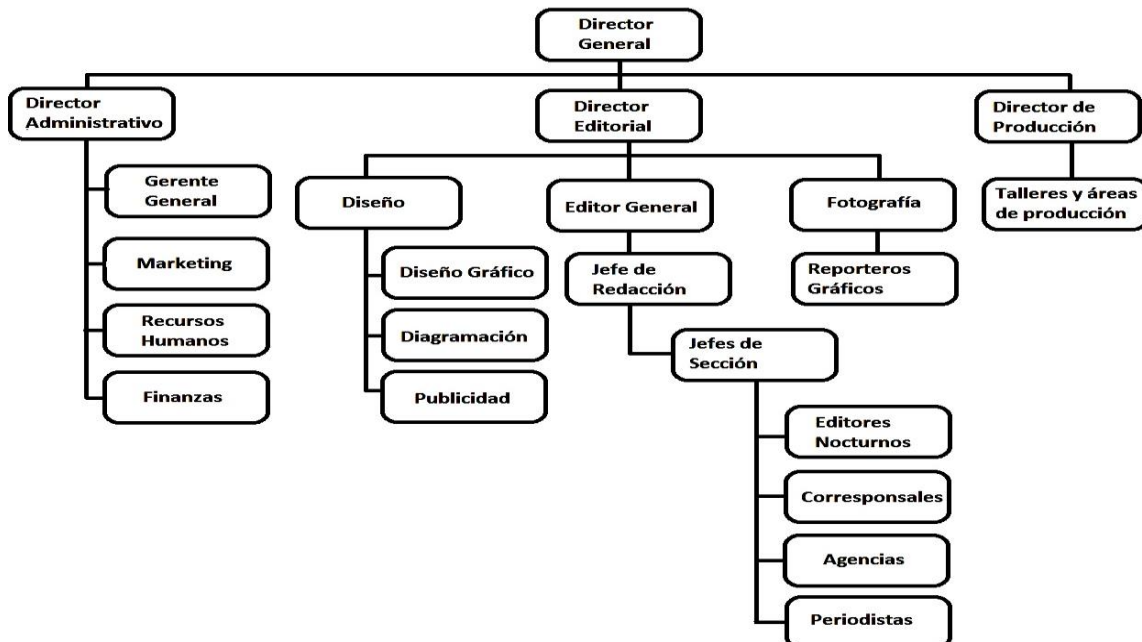 Director
General
Director
Administrativo
Director
Editorial
Director de
Producción
Gerente
General
Marketing
Recursos
Humanos
Finanzas
Diseño
Diseño Gráfico
Diagramación
Publicidad
Editor General
Jefe de
Redacción
Jefes de
Sección
Editores
Nocturnos
Corresponsales
Agencias
Periodistas
Fotografía
Reporteros
Gráficos
Talleres y áreas
de producción